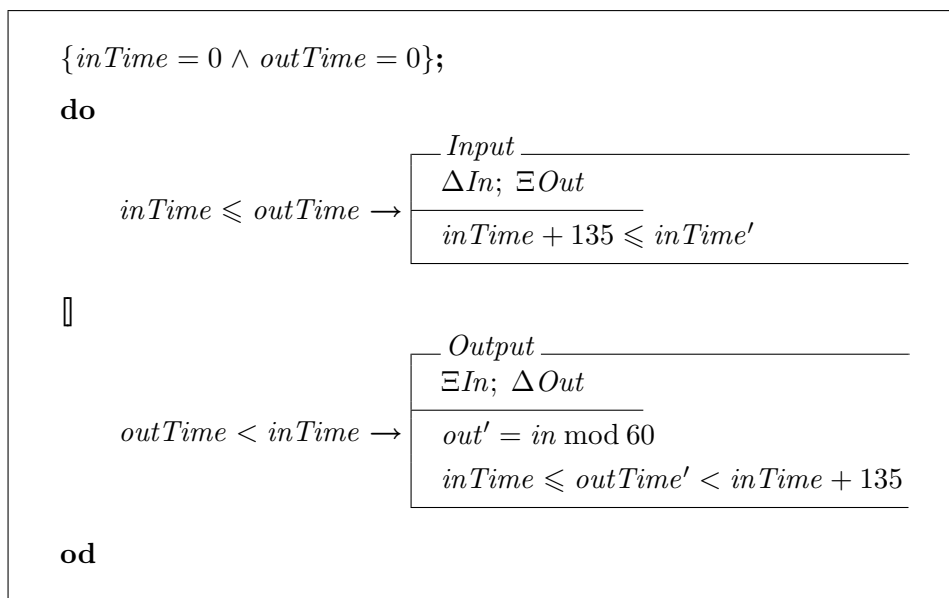 {inTime = 0 ∧ outTime = 0};
do
Input
ΔIn; ΞOut
inTime ⩽ outTime →
inTime + 135 ⩽ inTime′
[]
Output
ΞIn; ΔOut
outTime < inTime →
out′ = in mod 60
inTime ⩽ outTime′ < inTime + 135
od